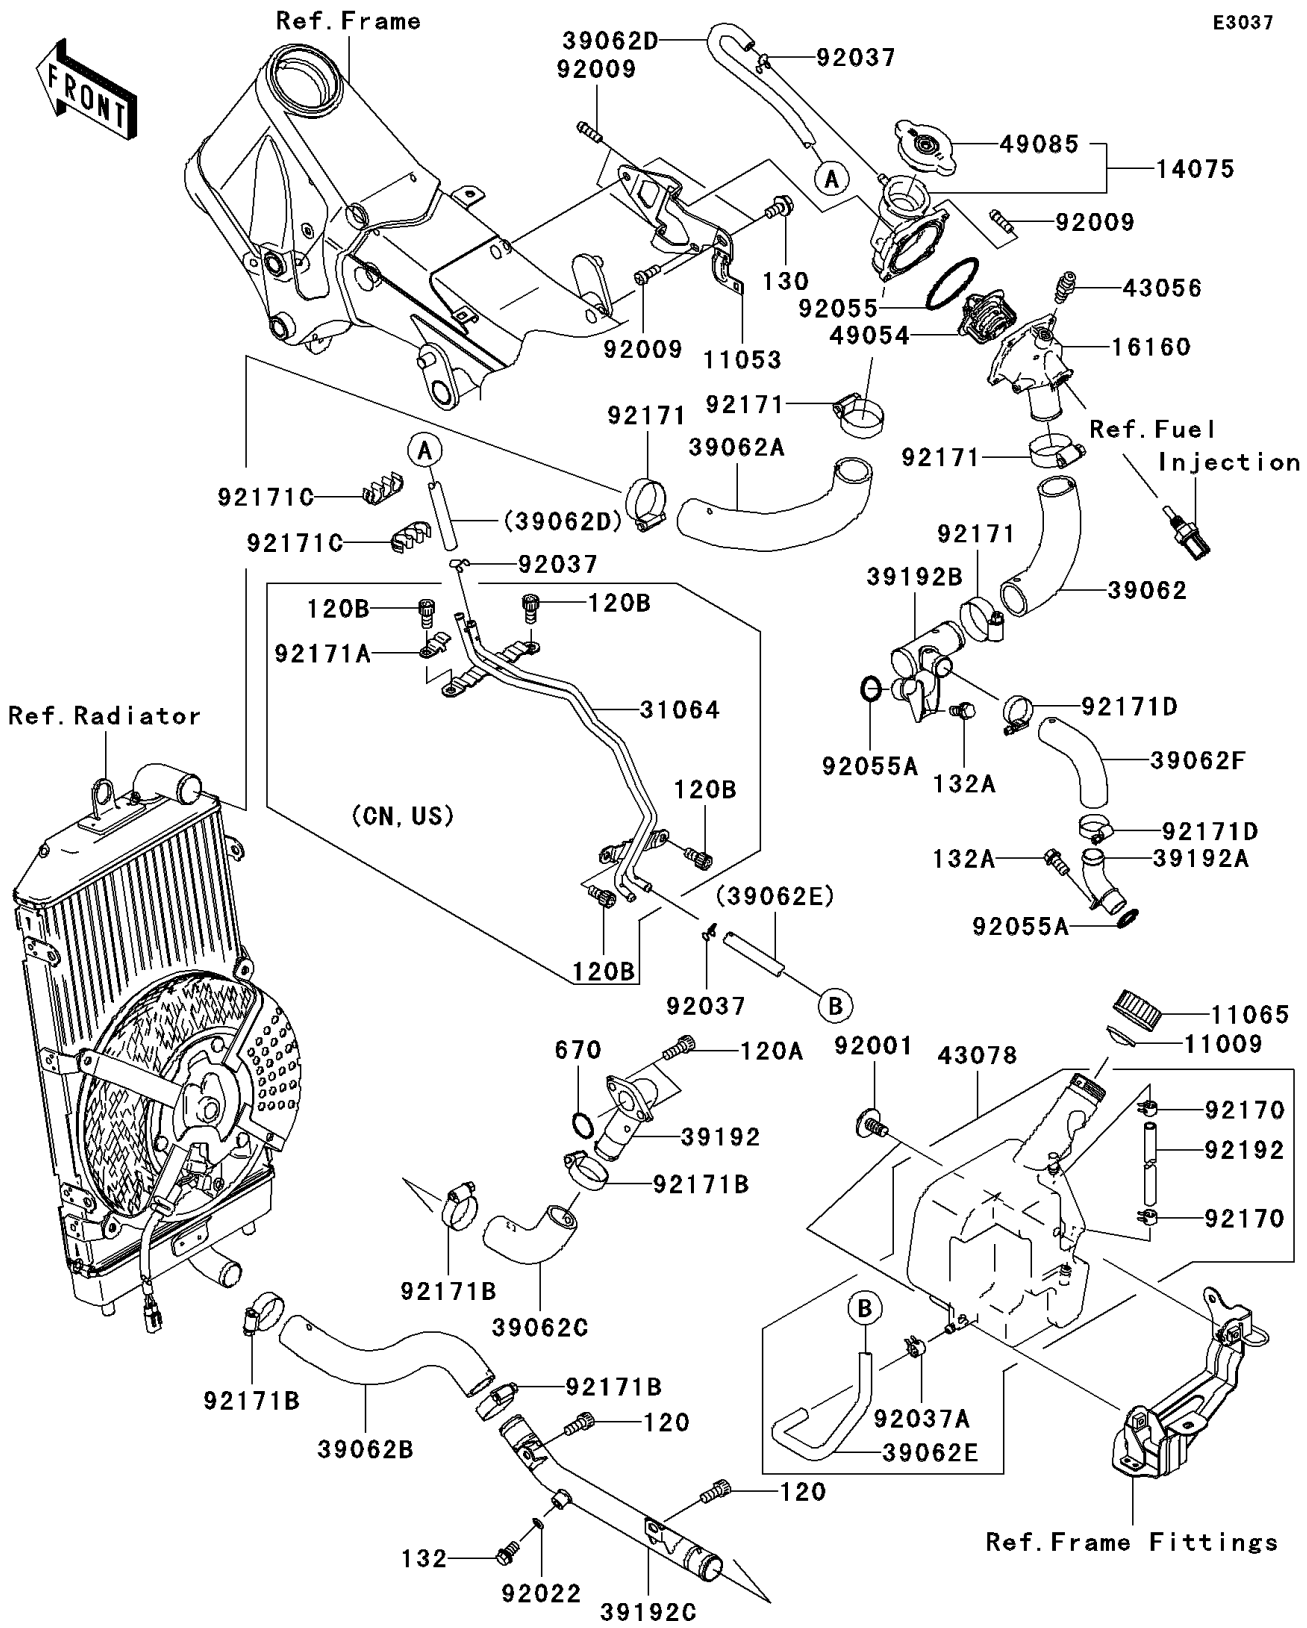 Ref.Frame
E3037
39062D
92037
92009
FRONT
49085
14075
A
92009
130
43056
92055
49054
16160
92009
11053
92171
92171
39062A
Ref.Fuel
Injection
92171
A
92171C
(39062D)
92171C
92171
92037
39192B
39062
120B
120B
92171A
31064
92171D
Ref.Radiator
92055A
132A
39062F
120B
(CN,US)
92171D
132A
39192A
(39062E)
92055A
120B
92037
B
11065
92001
43078
11009
670
120A
92170
39192
92192
92171B
92170
92171B
39062C
B
92171B
92171B
92037A
120
39062B
39062E
120
Ref.Frame Fittings
132
92022
39192C